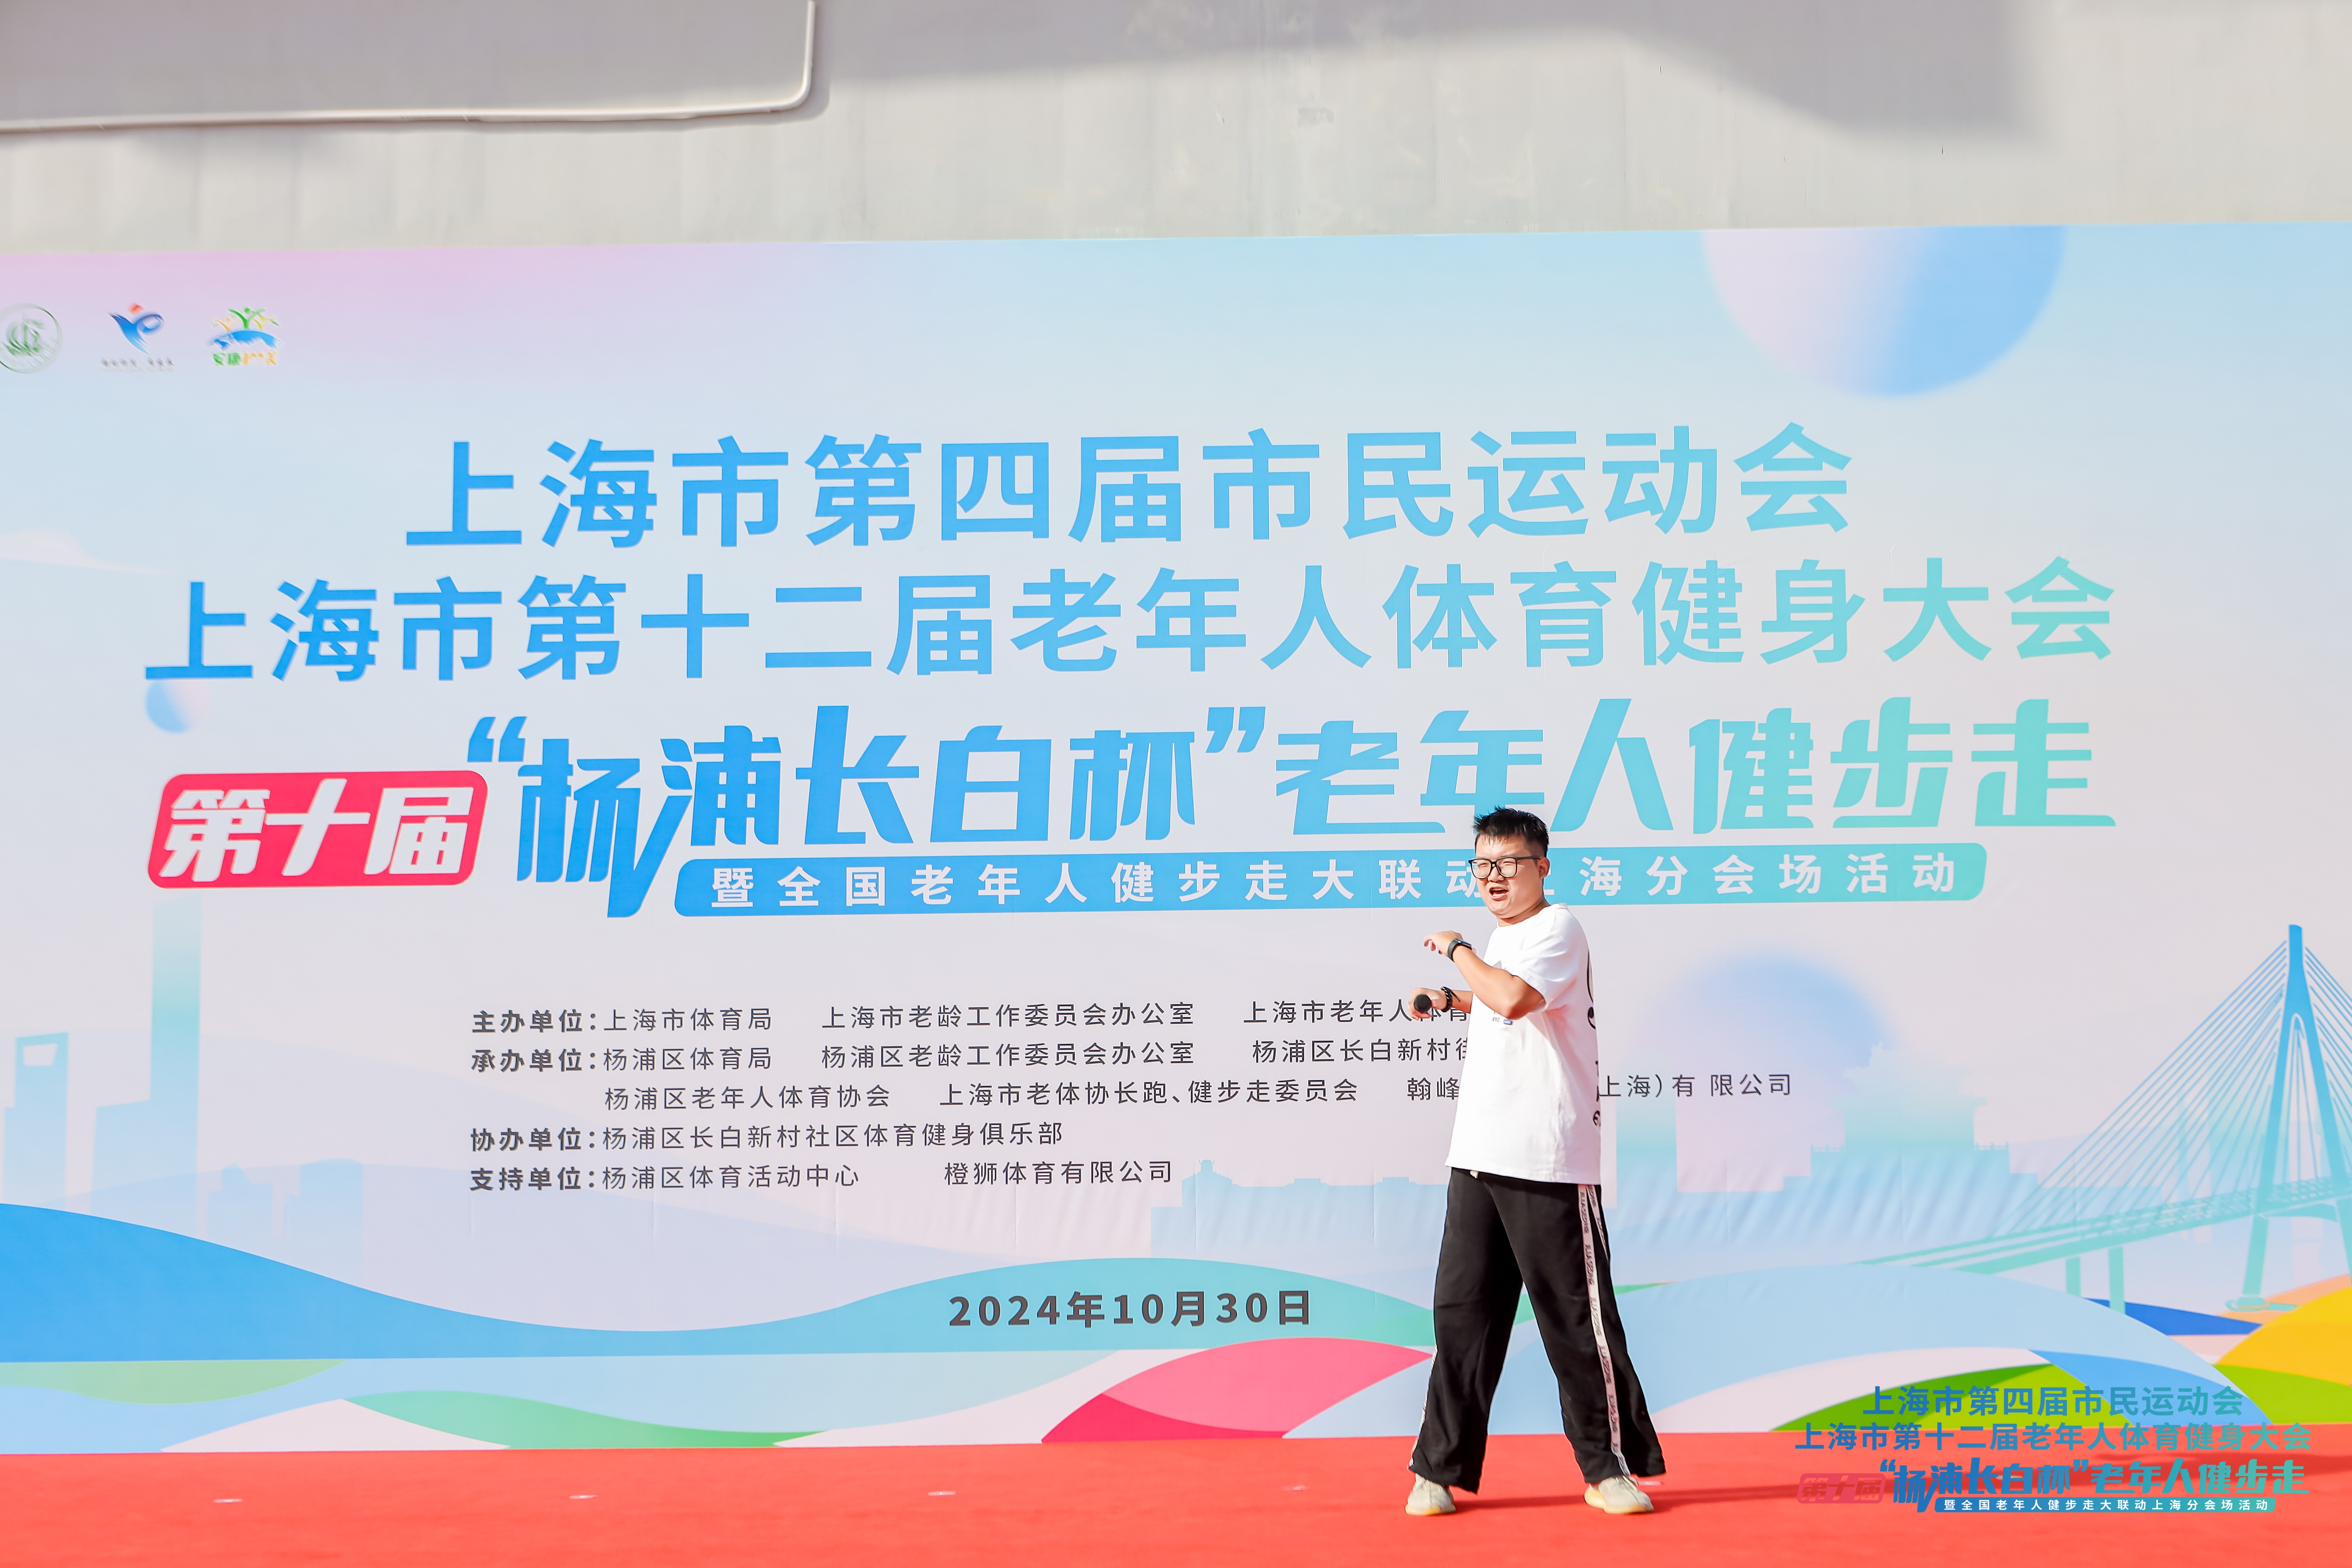 上海市第四届市民运动会
上海市第十二届老年人体育健身大会
第十届“杨浦长白杯”老年人健步走
暨全国老年人健步走大联动上海分会场活动
主办单位：上海市体育局 上海市老龄工作委员会办公室 上海市老年人体育
承办单位：杨浦区体育局 杨浦区老龄工作委员会办公室 杨浦区长白新村街
杨浦区老年人体育协会 上海市老体协长跑、健步走委员会 翰峰 上海）有 限公司
协办单位：杨浦区长白新村社区体育健身俱乐部
支持单位：杨浦区体育活动中心 橙狮体育有限公司
2024年10月30日
上海市第四届市民运动会
上海市第十二届老年人体育健身大会
第十届“杨浦长白杯”老年人健步走
暨全国老年人健步走大联动上海分会场活动